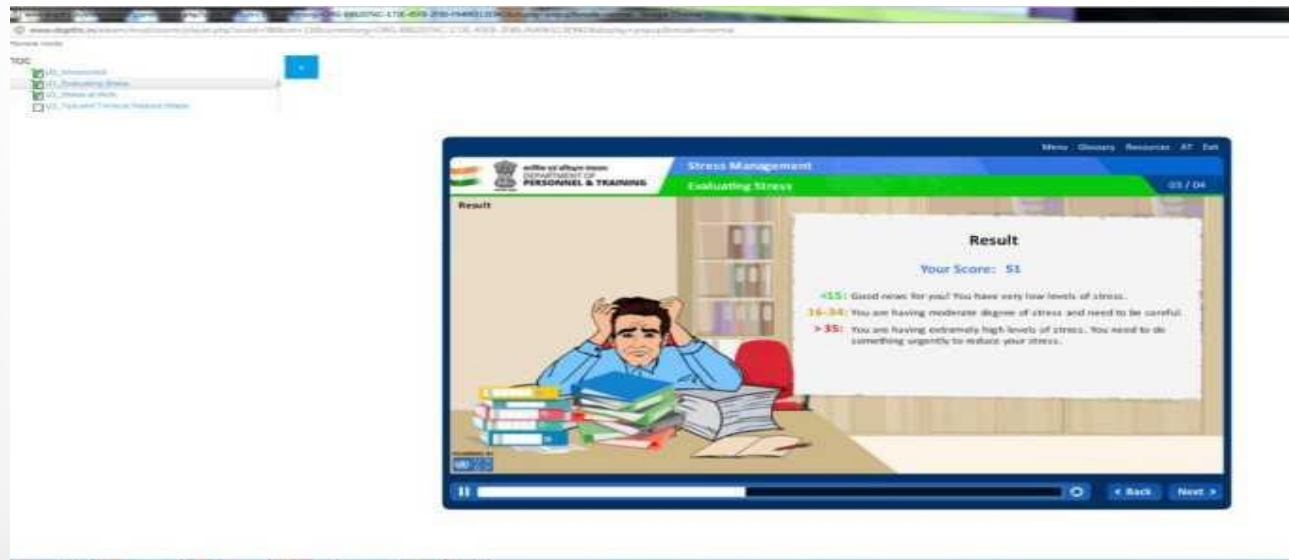 TOC
U1_Evaluating Stress
Menu Glossary Resources AT Exit
Stress Management
DEPARTMENT OF
PERSONNEL & TRAINING
Evaluating Stress
03 / 04
Result
Result
Your Score: 51
<15: Good news for you! You have very low levels of stress.
16-34: You are having moderate degree of stress and need to be careful.
> 35: You are having extremely high levels of stress. You need to do
something urgently to reduce your stress.
< Back Next >